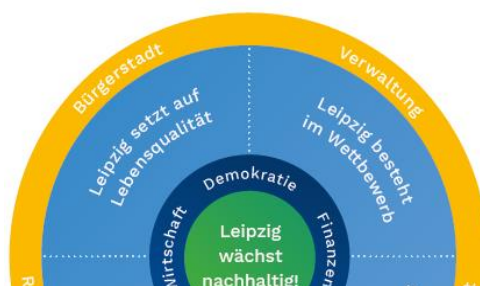 Bürgerstadt
Verwaltung
Leipzig setzt auf
Lebensqualität
Leipzig besteht
im Wettbewerb
Demokratie
Wirtschaft
Finanzen
Leipzig
wächst
nachhaltig!